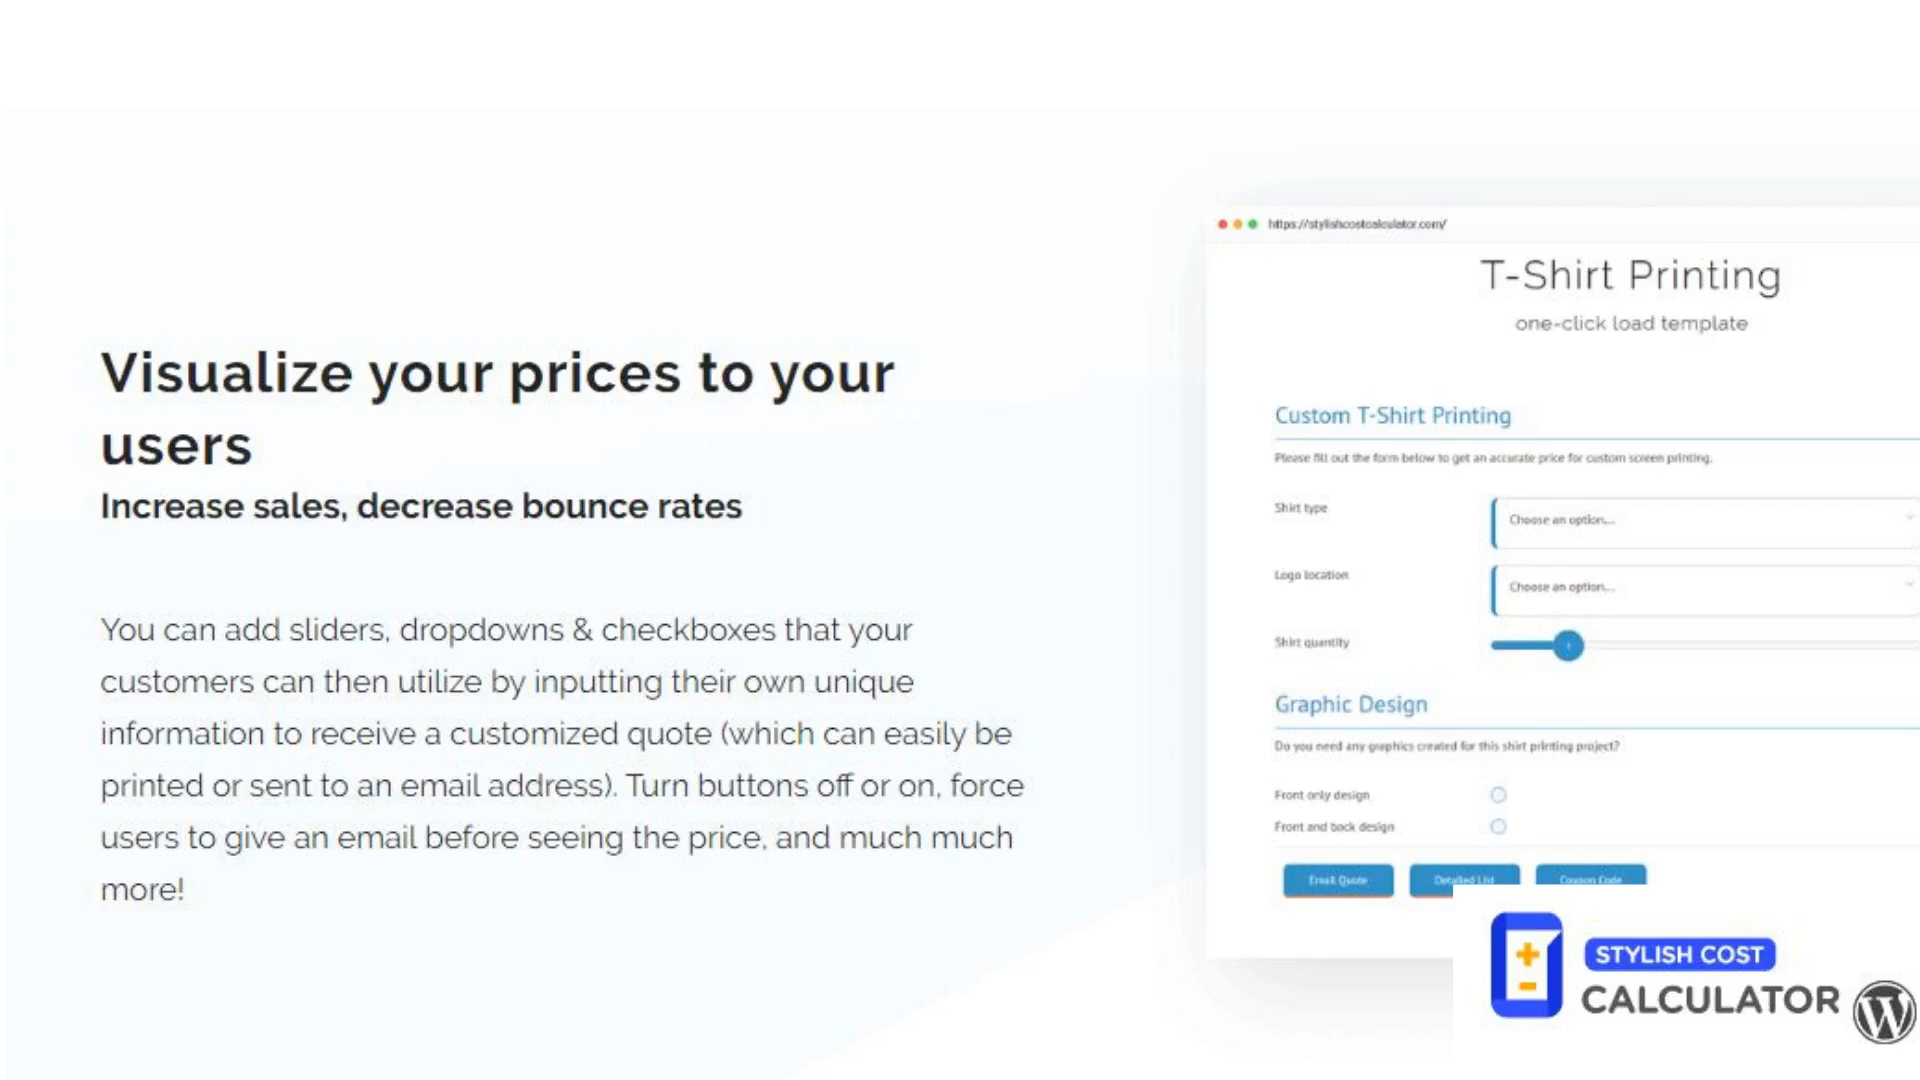 Visualize your prices to your
users
Increase sales, decrease bounce rates
You can add sliders, dropdowns & checkboxes that your
customers can then utilize by inputting their own unique
information to receive a customized quote (which can easily be
printed or sent to an email address). Turn buttons off or on, force
users to give an email before seeing the price, and much much
more!
https://stylishcostcalculator.com/
T-Shirt Printing
one-click load template
Custom T-Shirt Printing
Please fill out the form below to get an accurate price for custom screen printing.
Shirt type
Choose an option...
Logo location
Choose an option...
Shirt quantity
Graphic Design
Do you need any graphics created for this shirt printing project?
Front only design
Front and back design
Email Quote
Detailed List
Coupon Code
STYLISH COST
CALCULATOR